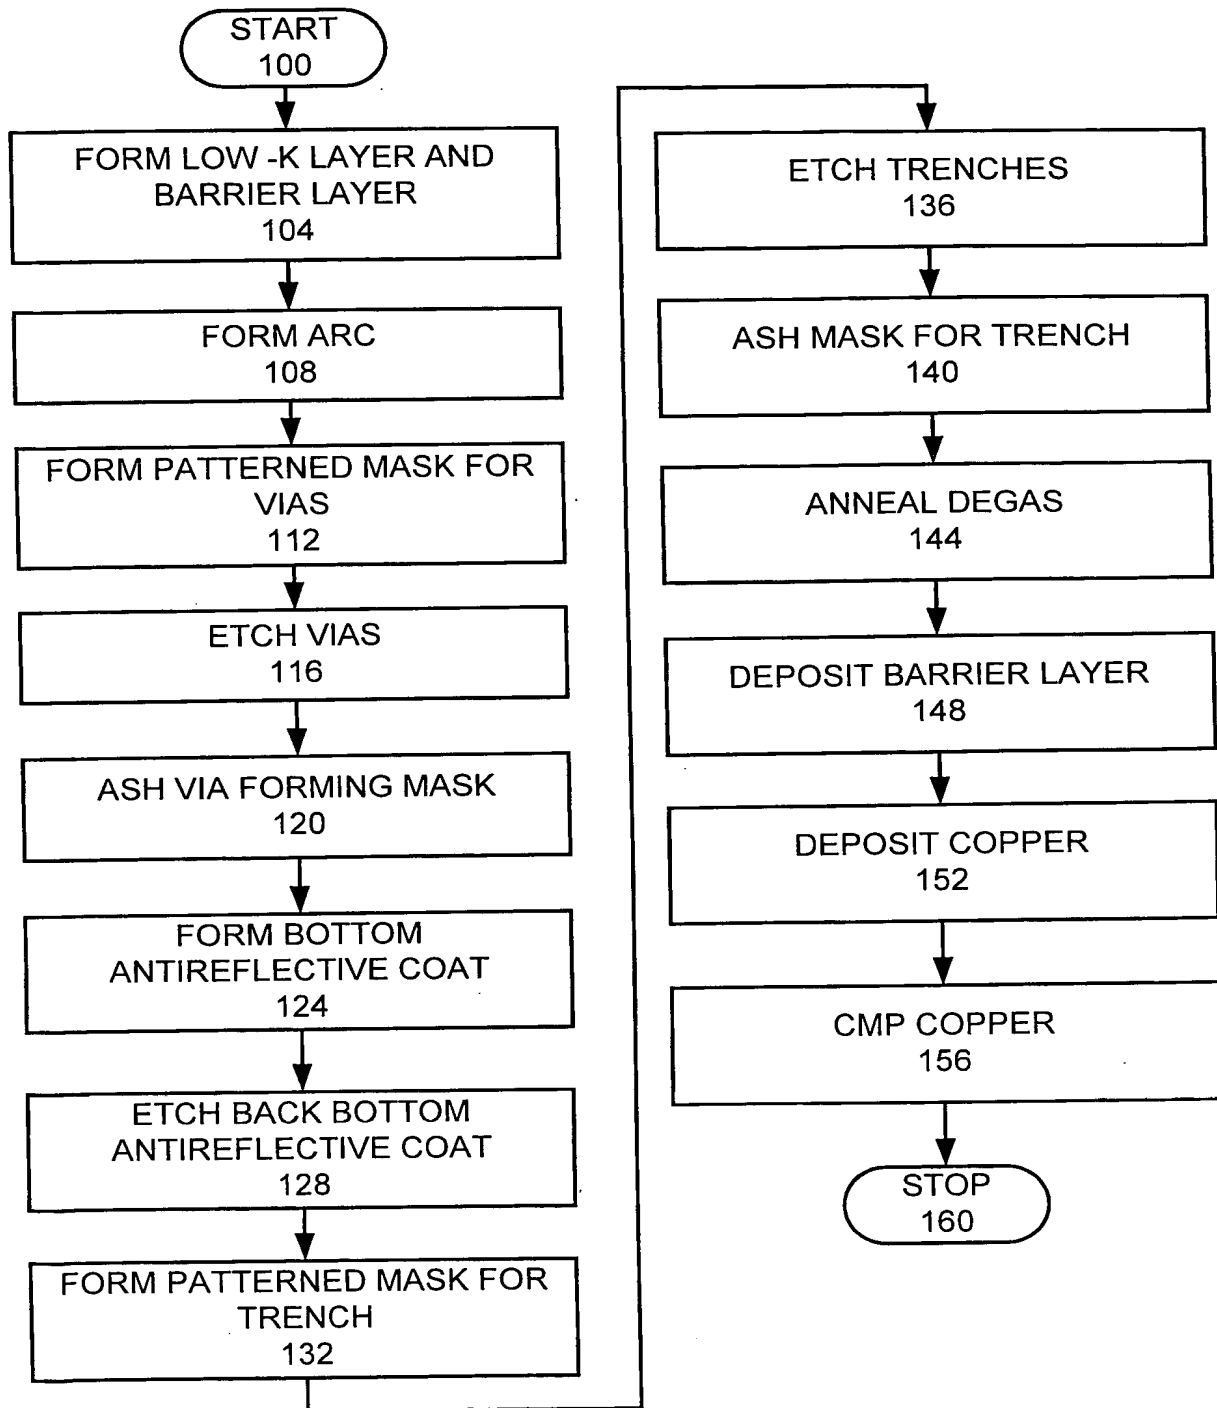 START
100
FORM LOW -K LAYER AND
BARRIER LAYER
104
FORM ARC
108
FORM PATTERNED MASK FOR
VIAS
112
ETCH VIAS
116
ASH VIA FORMING MASK
120
FORM BOTTOM
ANTIREFLECTIVE COAT
124
ETCH BACK BOTTOM
ANTIREFLECTIVE COAT
128
FORM PATTERNED MASK FOR
TRENCH
132
ETCH TRENCHES
136
ASH MASK FOR TRENCH
140
ANNEAL DEGAS
144
DEPOSIT BARRIER LAYER
148
DEPOSIT COPPER
152
CMP COPPER
156
STOP
160